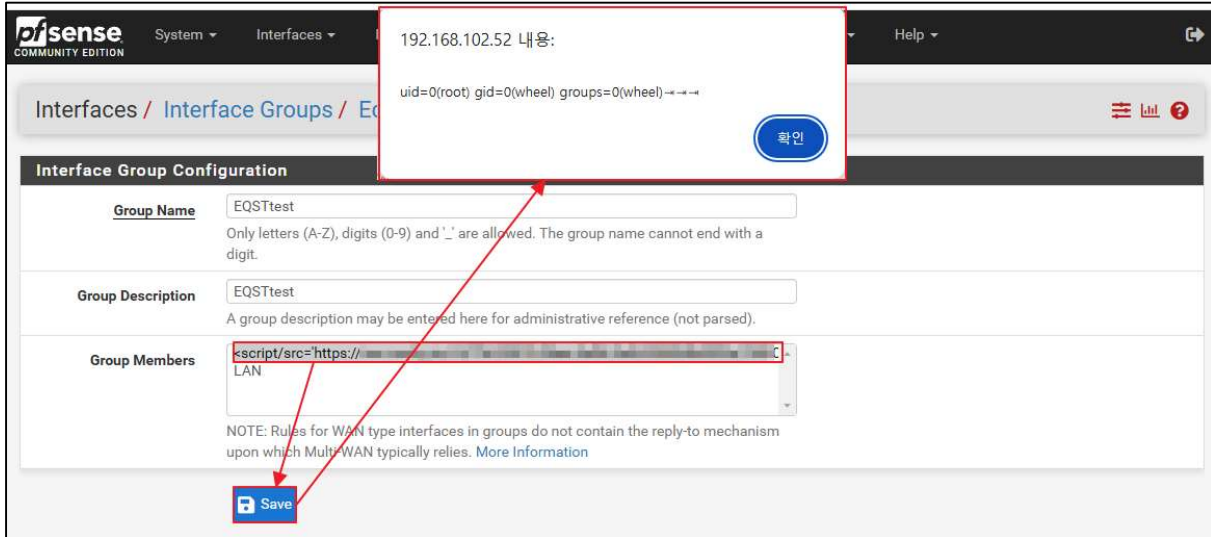 pfsense
COMMUNITY EDITION
System
Interfaces
Help
192.168.102.52 내용:
uid=0(root) gid=0(wheel) groups=0(wheel)
확인
Interfaces / Interface Groups /
Interface Group Configuration
Group Name
EQSTtest
Only letters (A-Z), digits (0-9) and '_' are allowed. The group name cannot end with a
digit.
Group Description
EQSTtest
A group description may be entered here for administrative reference (not parsed).
Group Members
<script/src='https://
LAN
NOTE: Rules for WAN type interfaces in groups do not contain the reply-to mechanism
upon which Multi-WAN typically relies. More Information
Save